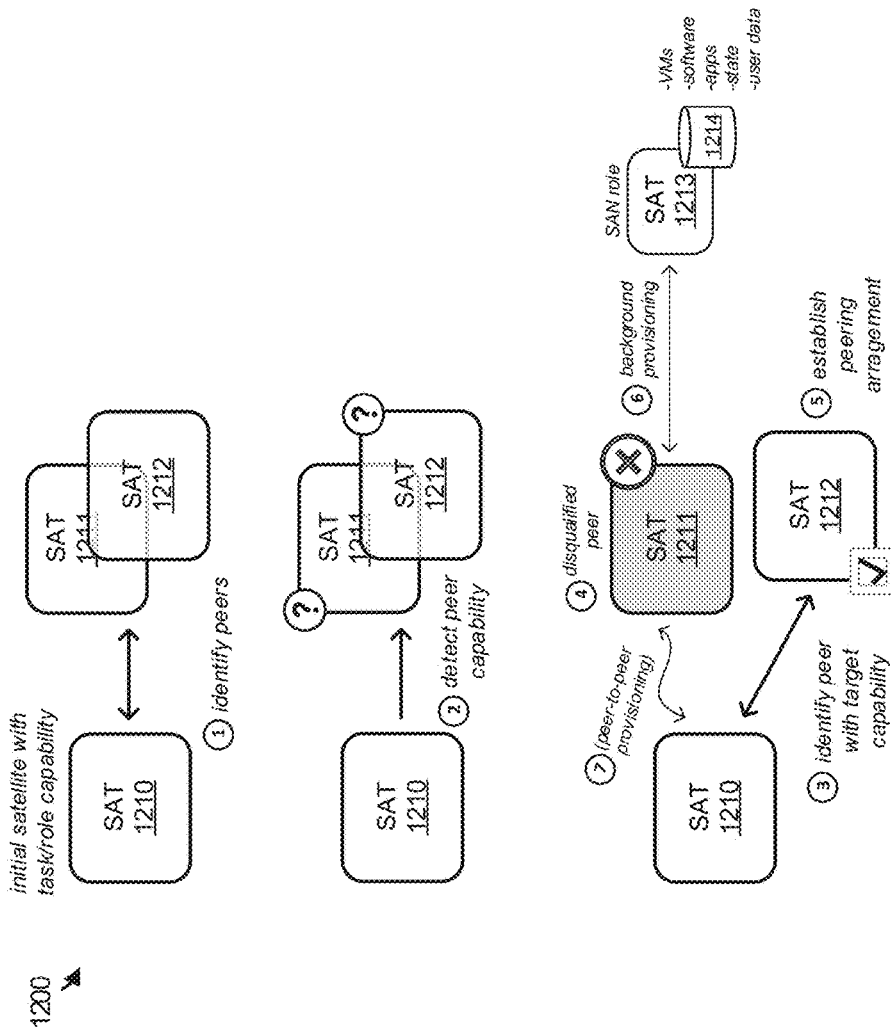 1200
initial satellite with
task/role capability
SAT
1210
1 identify peers
SAT
1211
SAT
1212
SAT
1210
2 detect peer
capability
?
SAT
1211
?
SAT
1212
SAT
1210
7 (peer-to-peer
provisioning)
3 identify peer
with target
capability
4 disqualified
peer
SAT
1211
SAT
1212
5 establish
peering
arragement
6 background
provisioning
SAN role
SAT
1213
1214
-VMs
-software
-apps
-state
-user data